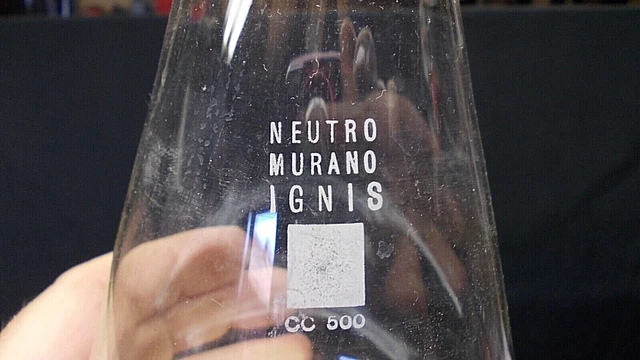 NEUTRO
MURANO
IGNIS
CC 500